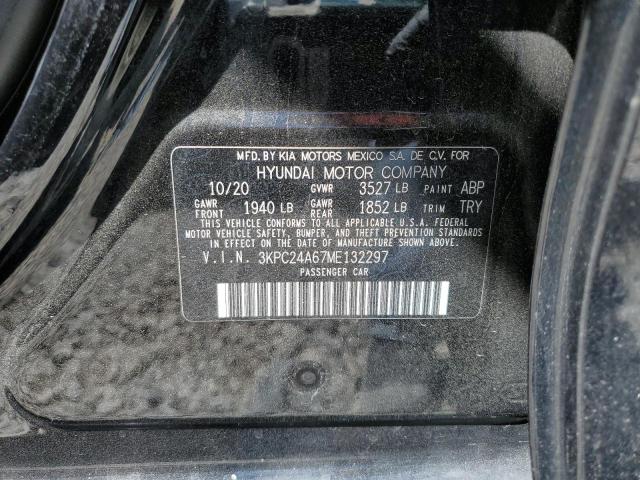 MFD. BY KIA MOTORS MEXICO S.A. DE C.V. FOR
HYUNDAI MOTOR COMPANY
10/20 GVWR 3527 LB PAINT ABP
GAWR FRONT 1940 LB GAWR REAR 1852 LB TRIM TRY
THIS VEHICLE CONFORMS TO ALL APPLICABLE U.S.A. FEDERAL
MOTOR VEHICLE SAFETY, BUMPER, AND THEFT PREVENTION STANDARDS
IN EFFECT ON THE DATE OF MANUFACTURE SHOWN ABOVE.
V.I.N. 3KPC24A67ME132297
PASSENGER CAR